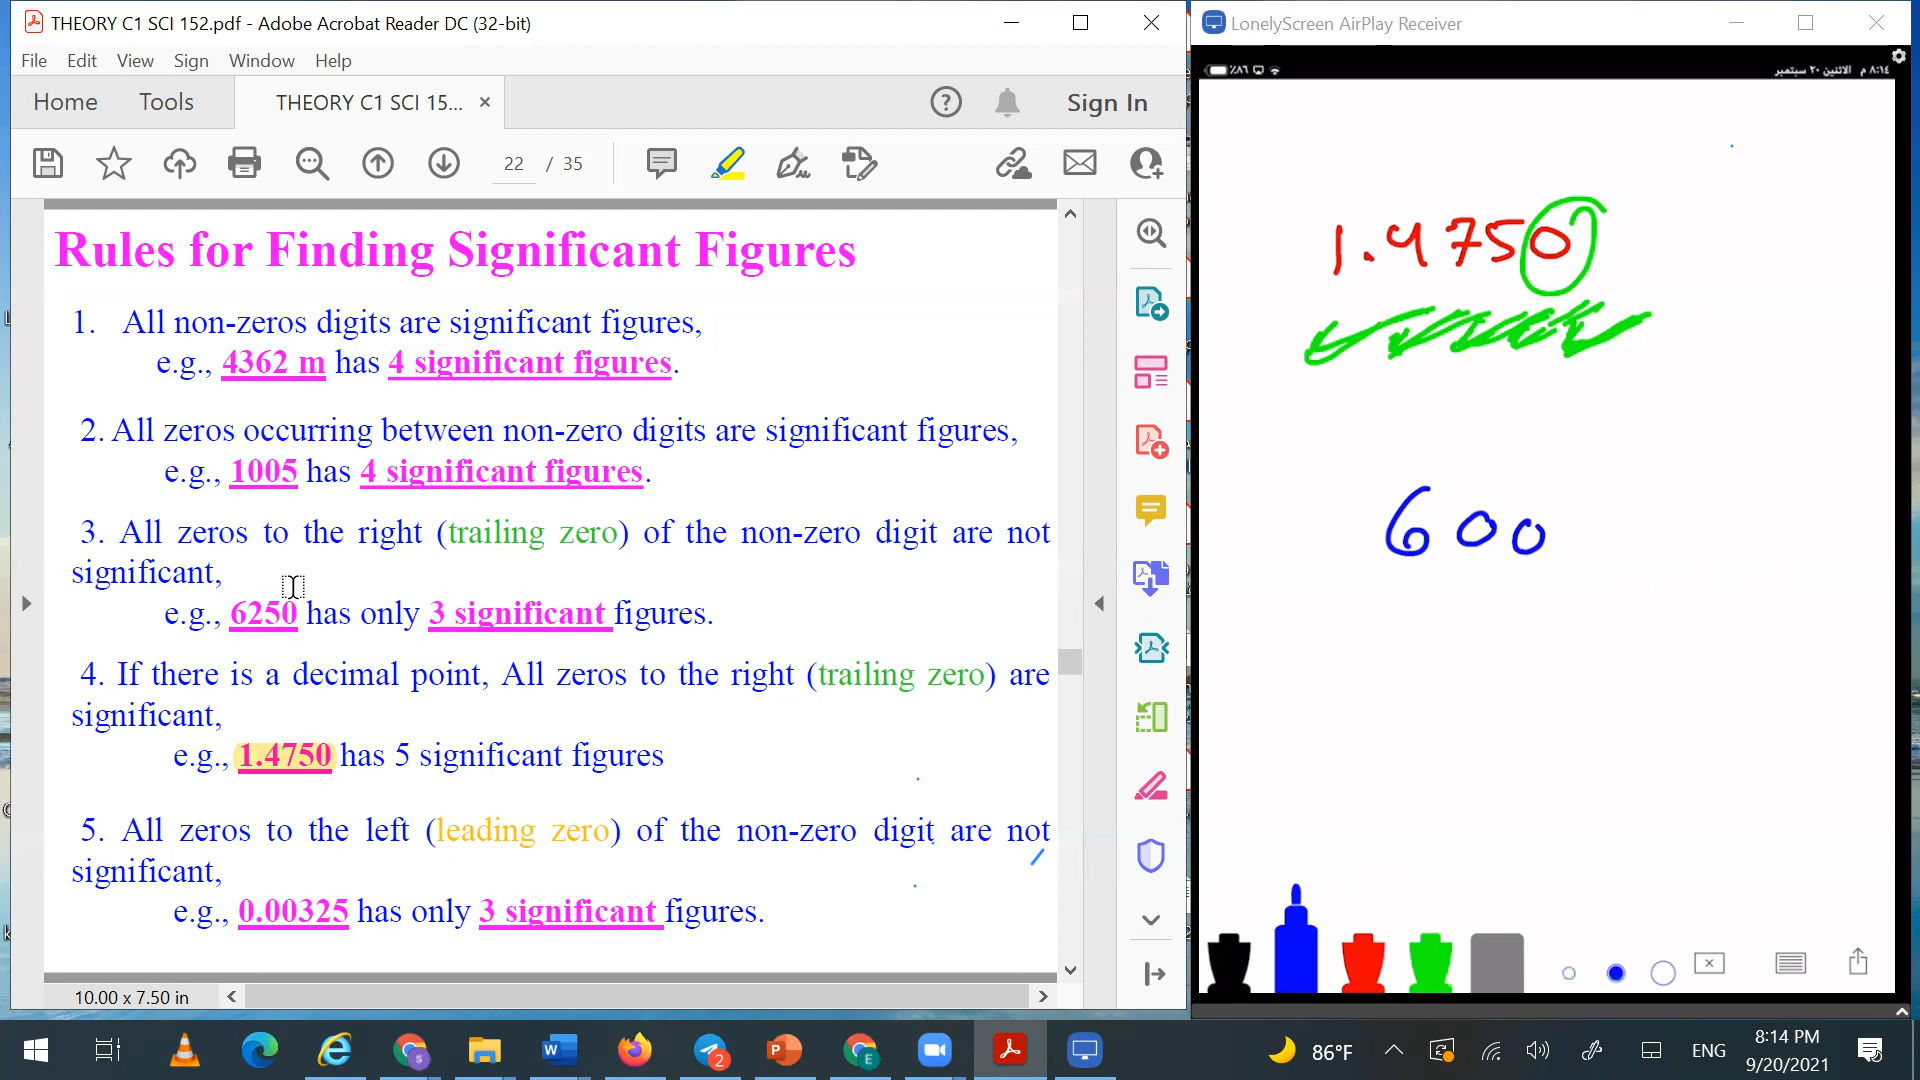 THEORY C1 SCI 152.pdf - Adobe Acrobat Reader DC (32-bit)
File Edit View Sign Window Help
Home Tools THEORY C1 SCI 15... × Sign In
22 / 35
Rules for Finding Significant Figures
1. All non-zeros digits are significant figures,
e.g., 4362 m has 4 significant figures.
2. All zeros occurring between non-zero digits are significant figures,
e.g., 1005 has 4 significant figures.
3. All zeros to the right (trailing zero) of the non-zero digit are not
significant,
e.g., 6250 has only 3 significant figures.
4. If there is a decimal point, All zeros to the right (trailing zero) are
significant,
e.g., 1.4750 has 5 significant figures
5. All zeros to the left (leading zero) of the non-zero digit are not
significant,
e.g., 0.00325 has only 3 significant figures.
10.00 x 7.50 in
LonelyScreen AirPlay Receiver
٨:١٤ م الاثنين ٢٠ سبتمبر
٪٨٦
1.4750
600
86°F ENG 8:14 PM
9/20/2021